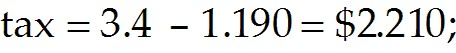 tax = 3.4 – 1.190 = $2.210;